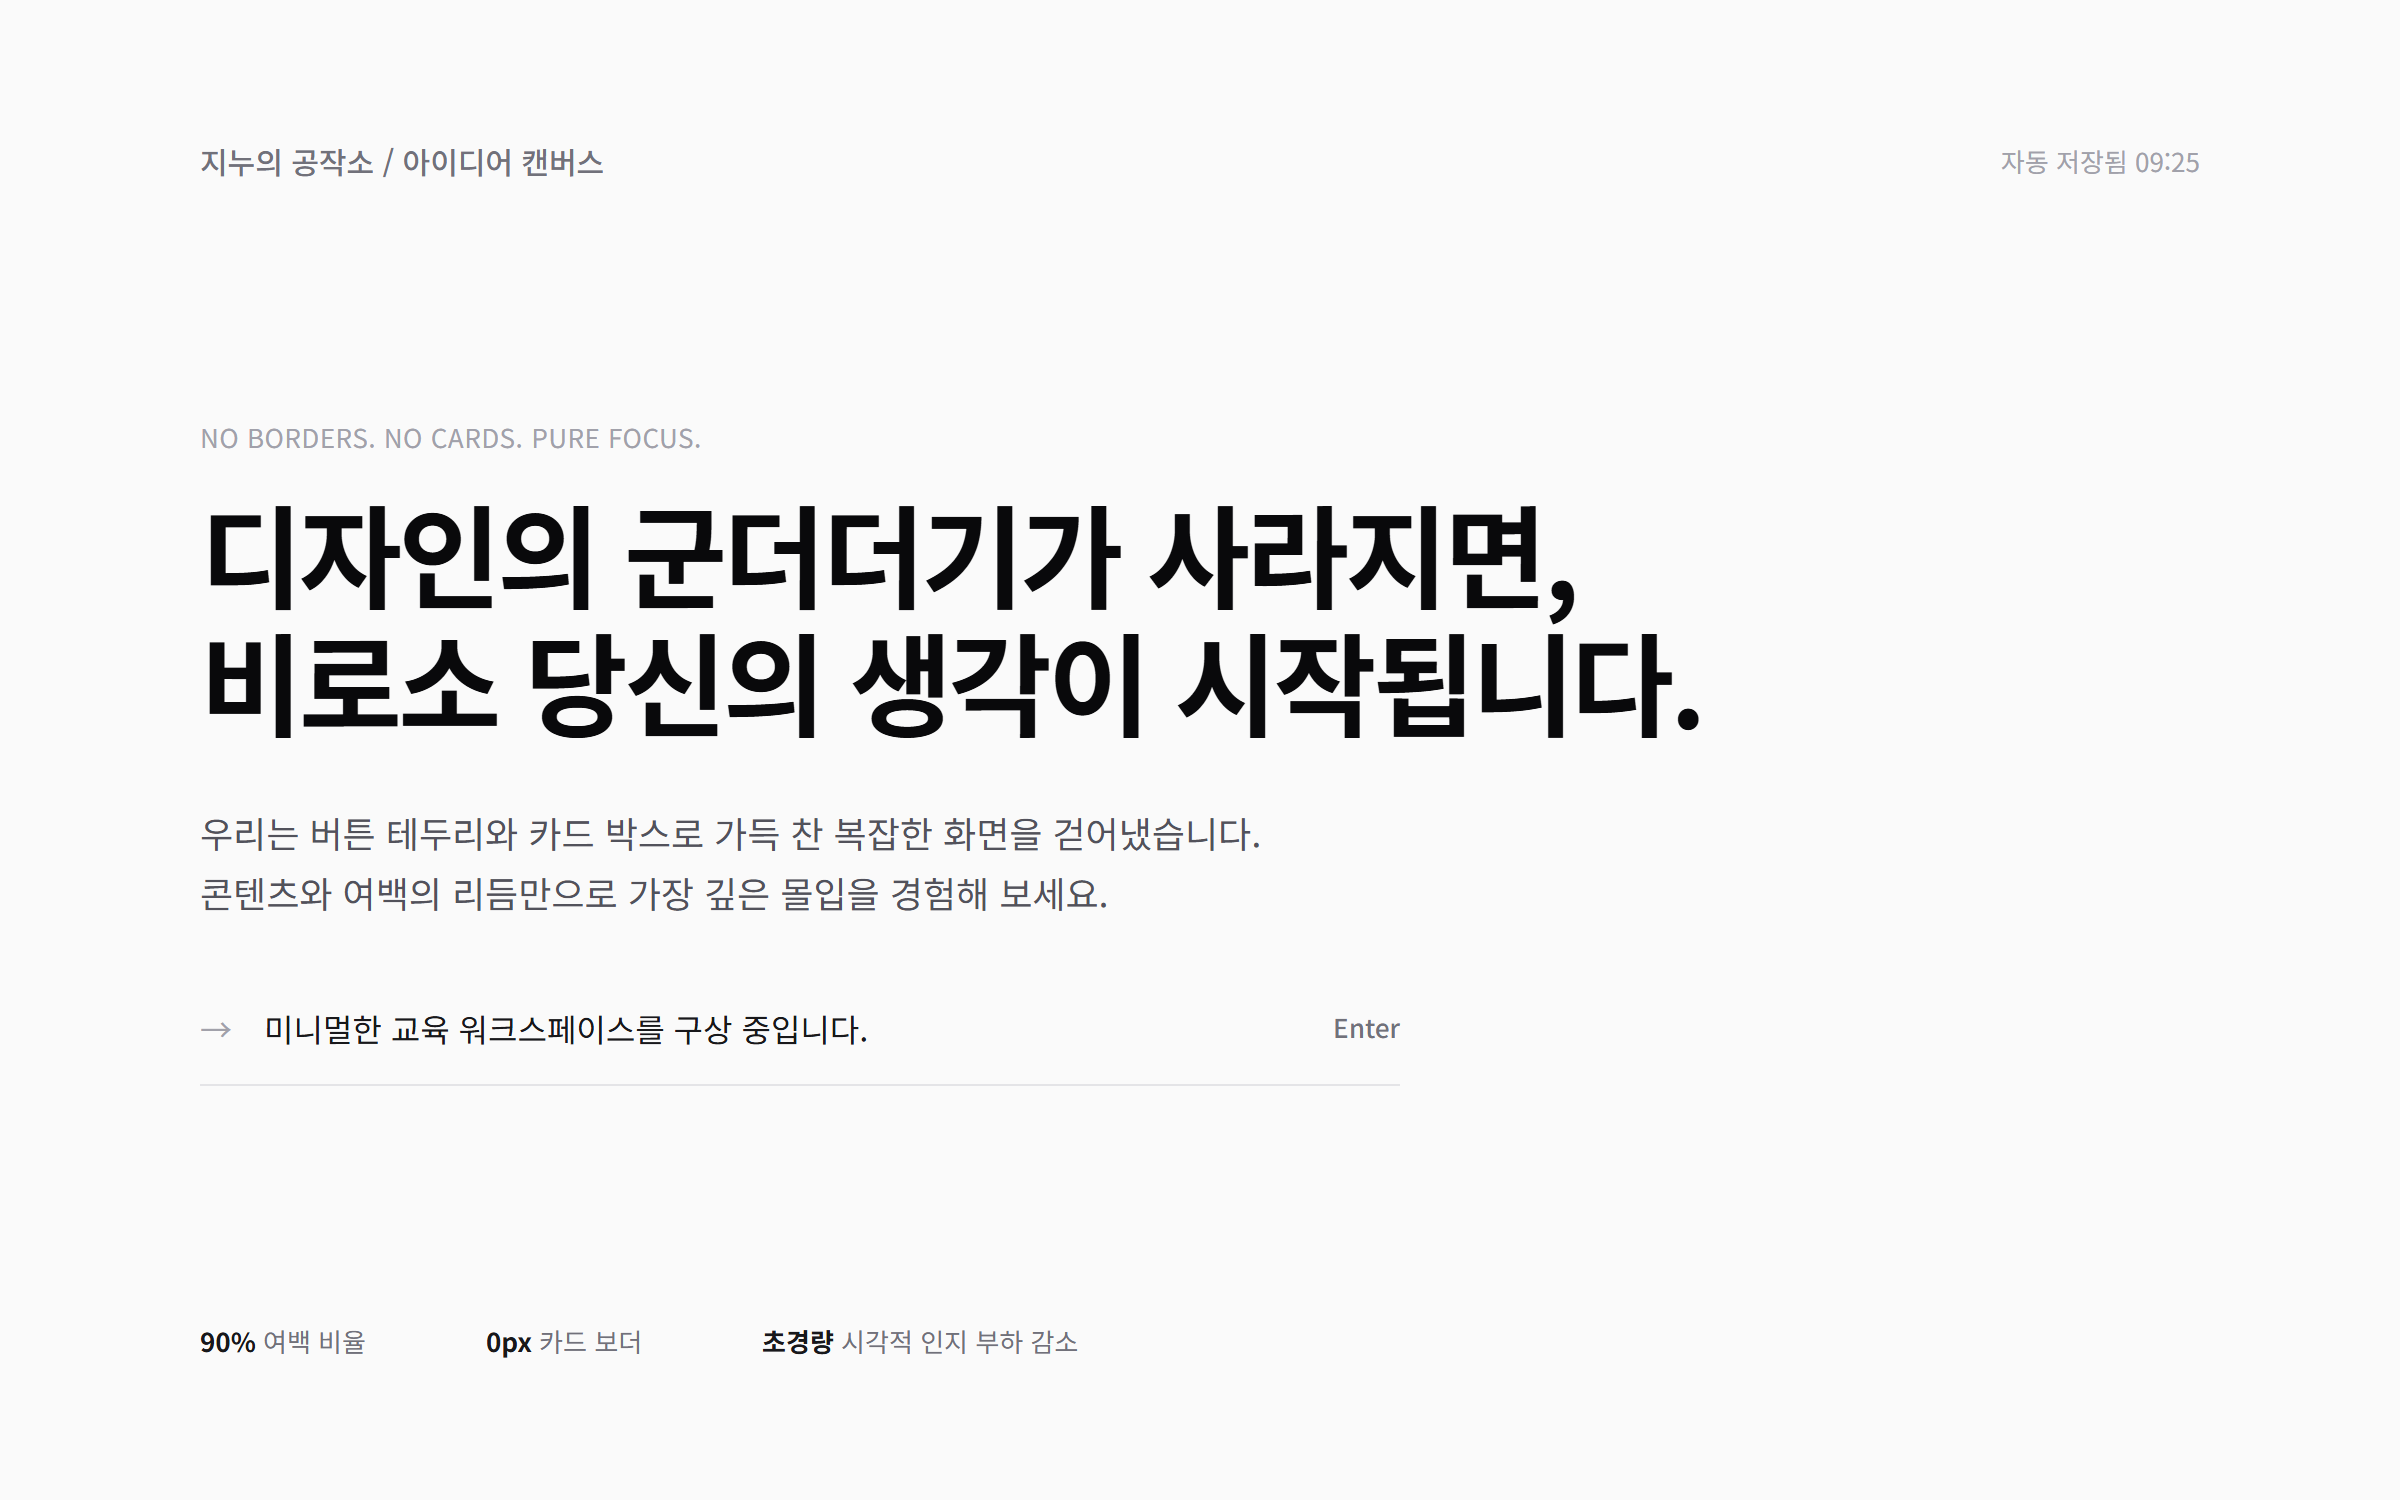 지누의 공작소 / 아이디어 캔버스
자동 저장됨 09:25
NO BORDERS. NO CARDS. PURE FOCUS.
디자인의 군더더기가 사라지면,
비로소 당신의 생각이 시작됩니다.
우리는 버튼 테두리와 카드 박스로 가득 찬 복잡한 화면을 걷어냈습니다.
콘텐츠와 여백의 리듬만으로 가장 깊은 몰입을 경험해 보세요.
→ 미니멀한 교육 워크스페이스를 구상 중입니다. Enter
90% 여백 비율 0px 카드 보더 초경량 시각적 인지 부하 감소